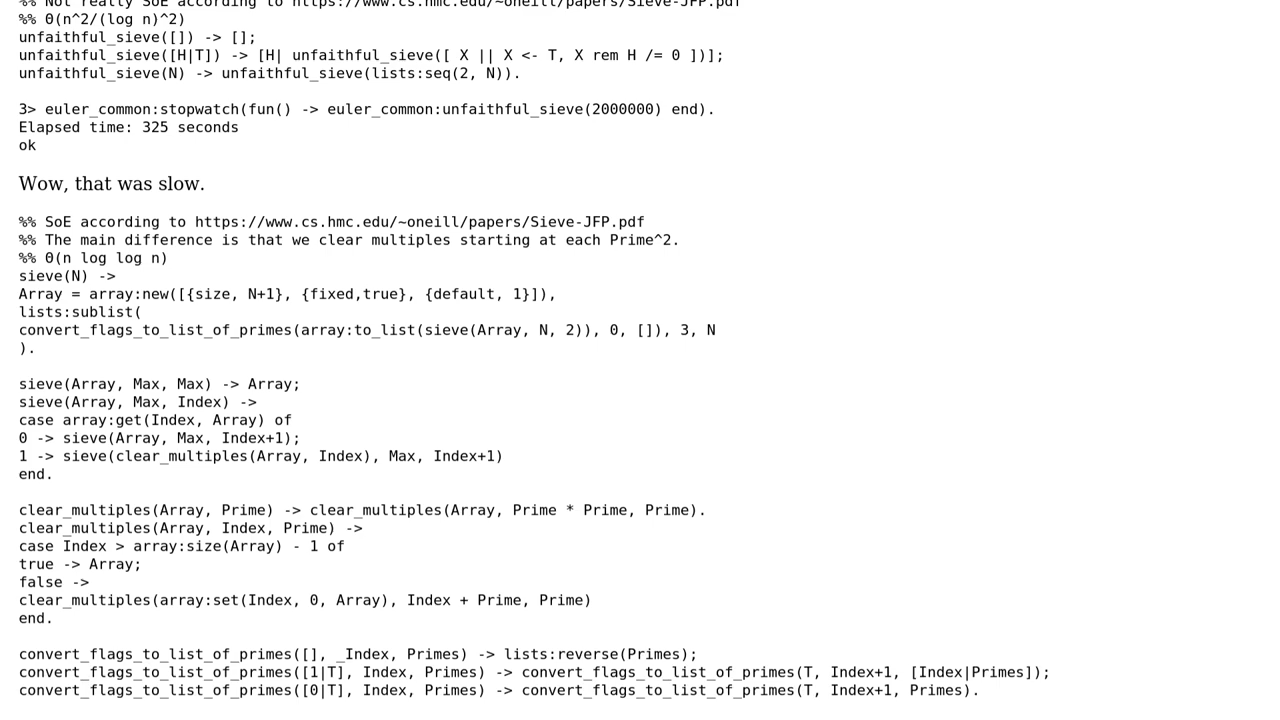 %% Not really SoE according to https://www.cs.hmc.edu/~oneill/papers/Sieve-JFP.pdf
%% Θ(n^2/(log n)^2)
unfaithful_sieve([]) -> [];
unfaithful_sieve([H|T]) -> [H| unfaithful_sieve([ X || X <- T, X rem H /= 0 ])];
unfaithful_sieve(N) -> unfaithful_sieve(lists:seq(2, N)).
3> euler_common:stopwatch(fun() -> euler_common:unfaithful_sieve(2000000) end).
Elapsed time: 325 seconds
ok
Wow, that was slow.
%% SoE according to https://www.cs.hmc.edu/~oneill/papers/Sieve-JFP.pdf
%% The main difference is that we clear multiples starting at each Prime^2.
%% Θ(n log log n)
sieve(N) ->
Array = array:new([{size, N+1}, {fixed,true}, {default, 1}]),
lists:sublist(
convert_flags_to_list_of_primes(array:to_list(sieve(Array, N, 2)), 0, []), 3, N
).
sieve(Array, Max, Max) -> Array;
sieve(Array, Max, Index) ->
case array:get(Index, Array) of
0 -> sieve(Array, Max, Index+1);
1 -> sieve(clear_multiples(Array, Index), Max, Index+1)
end.
clear_multiples(Array, Prime) -> clear_multiples(Array, Prime * Prime, Prime).
clear_multiples(Array, Index, Prime) ->
case Index > array:size(Array) - 1 of
true -> Array;
false ->
clear_multiples(array:set(Index, 0, Array), Index + Prime, Prime)
end.
convert_flags_to_list_of_primes([], _Index, Primes) -> lists:reverse(Primes);
convert_flags_to_list_of_primes([1|T], Index, Primes) -> convert_flags_to_list_of_primes(T, Index+1, [Index|Primes]);
convert_flags_to_list_of_primes([0|T], Index, Primes) -> convert_flags_to_list_of_primes(T, Index+1, Primes).